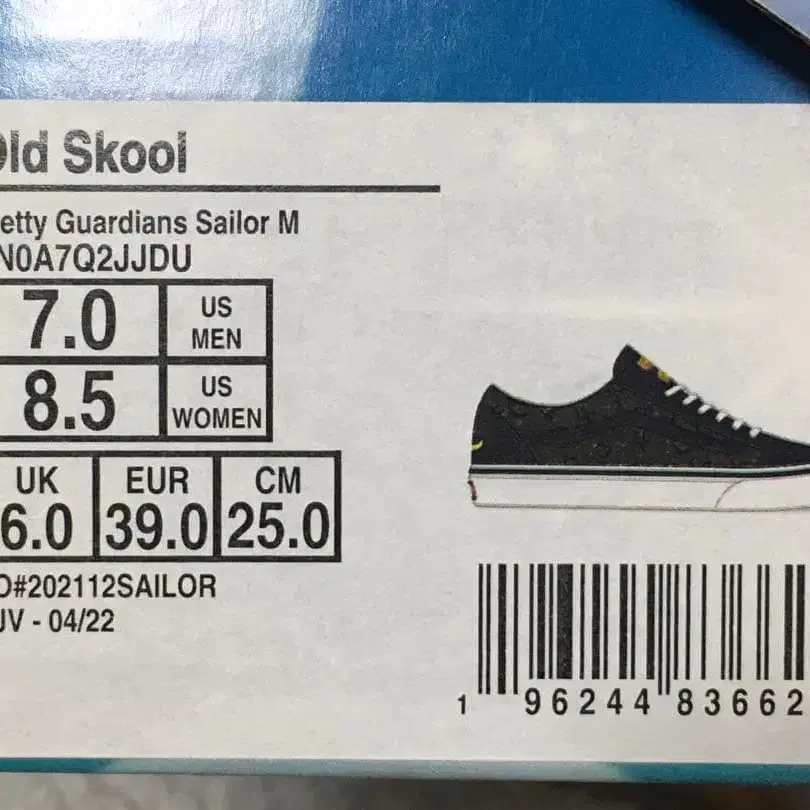 Old Skool
etty Guardians Sailor M
N0A7Q2JJDU
7.0 US MEN
8.5 US WOMEN
UK EUR CM
6.0 39.0 25.0
O#202112SAILOR
UV - 04/22
1 96244 83662